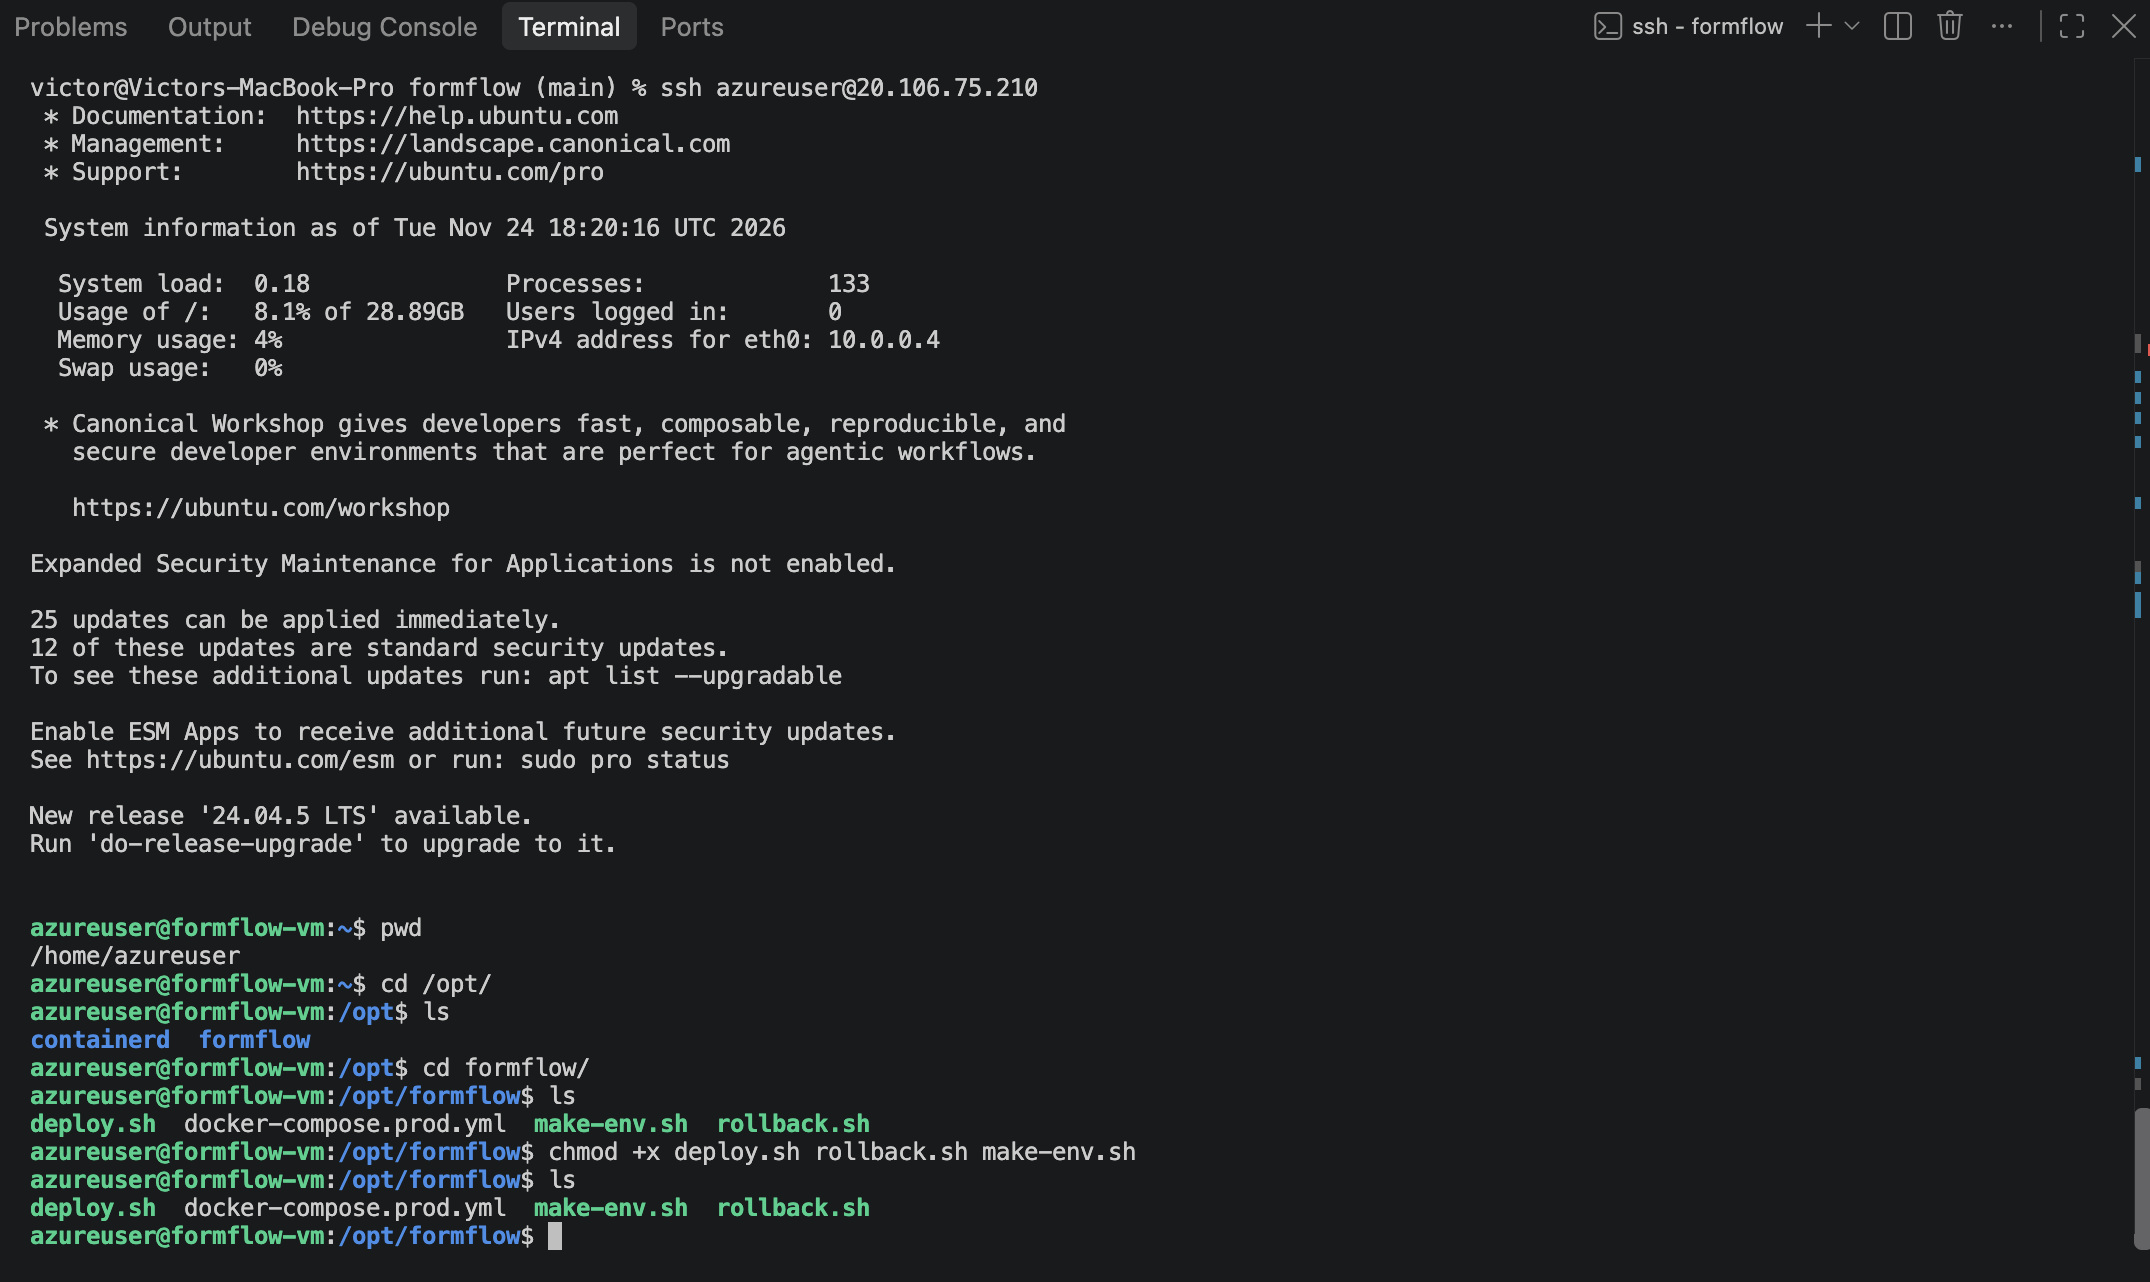 Problems Output Debug Console Terminal Ports ssh - formflow
victor@Victors-MacBook-Pro formflow (main) % ssh azureuser@20.106.75.210
 * Documentation:  https://help.ubuntu.com
 * Management:     https://landscape.canonical.com
 * Support:        https://ubuntu.com/pro

 System information as of Tue Nov 24 18:20:16 UTC 2026

  System load:  0.18              Processes:             133
  Usage of /:   8.1% of 28.89GB   Users logged in:       0
  Memory usage: 4%                IPv4 address for eth0: 10.0.0.4
  Swap usage:   0%

 * Canonical Workshop gives developers fast, composable, reproducible, and
   secure developer environments that are perfect for agentic workflows.

   https://ubuntu.com/workshop

Expanded Security Maintenance for Applications is not enabled.

25 updates can be applied immediately.
12 of these updates are standard security updates.
To see these additional updates run: apt list --upgradable

Enable ESM Apps to receive additional future security updates.
See https://ubuntu.com/esm or run: sudo pro status

New release '24.04.5 LTS' available.
Run 'do-release-upgrade' to upgrade to it.

azureuser@formflow-vm:~$ pwd
/home/azureuser
azureuser@formflow-vm:~$ cd /opt/
azureuser@formflow-vm:/opt$ ls
containerd  formflow
azureuser@formflow-vm:/opt$ cd formflow/
azureuser@formflow-vm:/opt/formflow$ ls
deploy.sh  docker-compose.prod.yml  make-env.sh  rollback.sh
azureuser@formflow-vm:/opt/formflow$ chmod +x deploy.sh rollback.sh make-env.sh
azureuser@formflow-vm:/opt/formflow$ ls
deploy.sh  docker-compose.prod.yml  make-env.sh  rollback.sh
azureuser@formflow-vm:/opt/formflow$